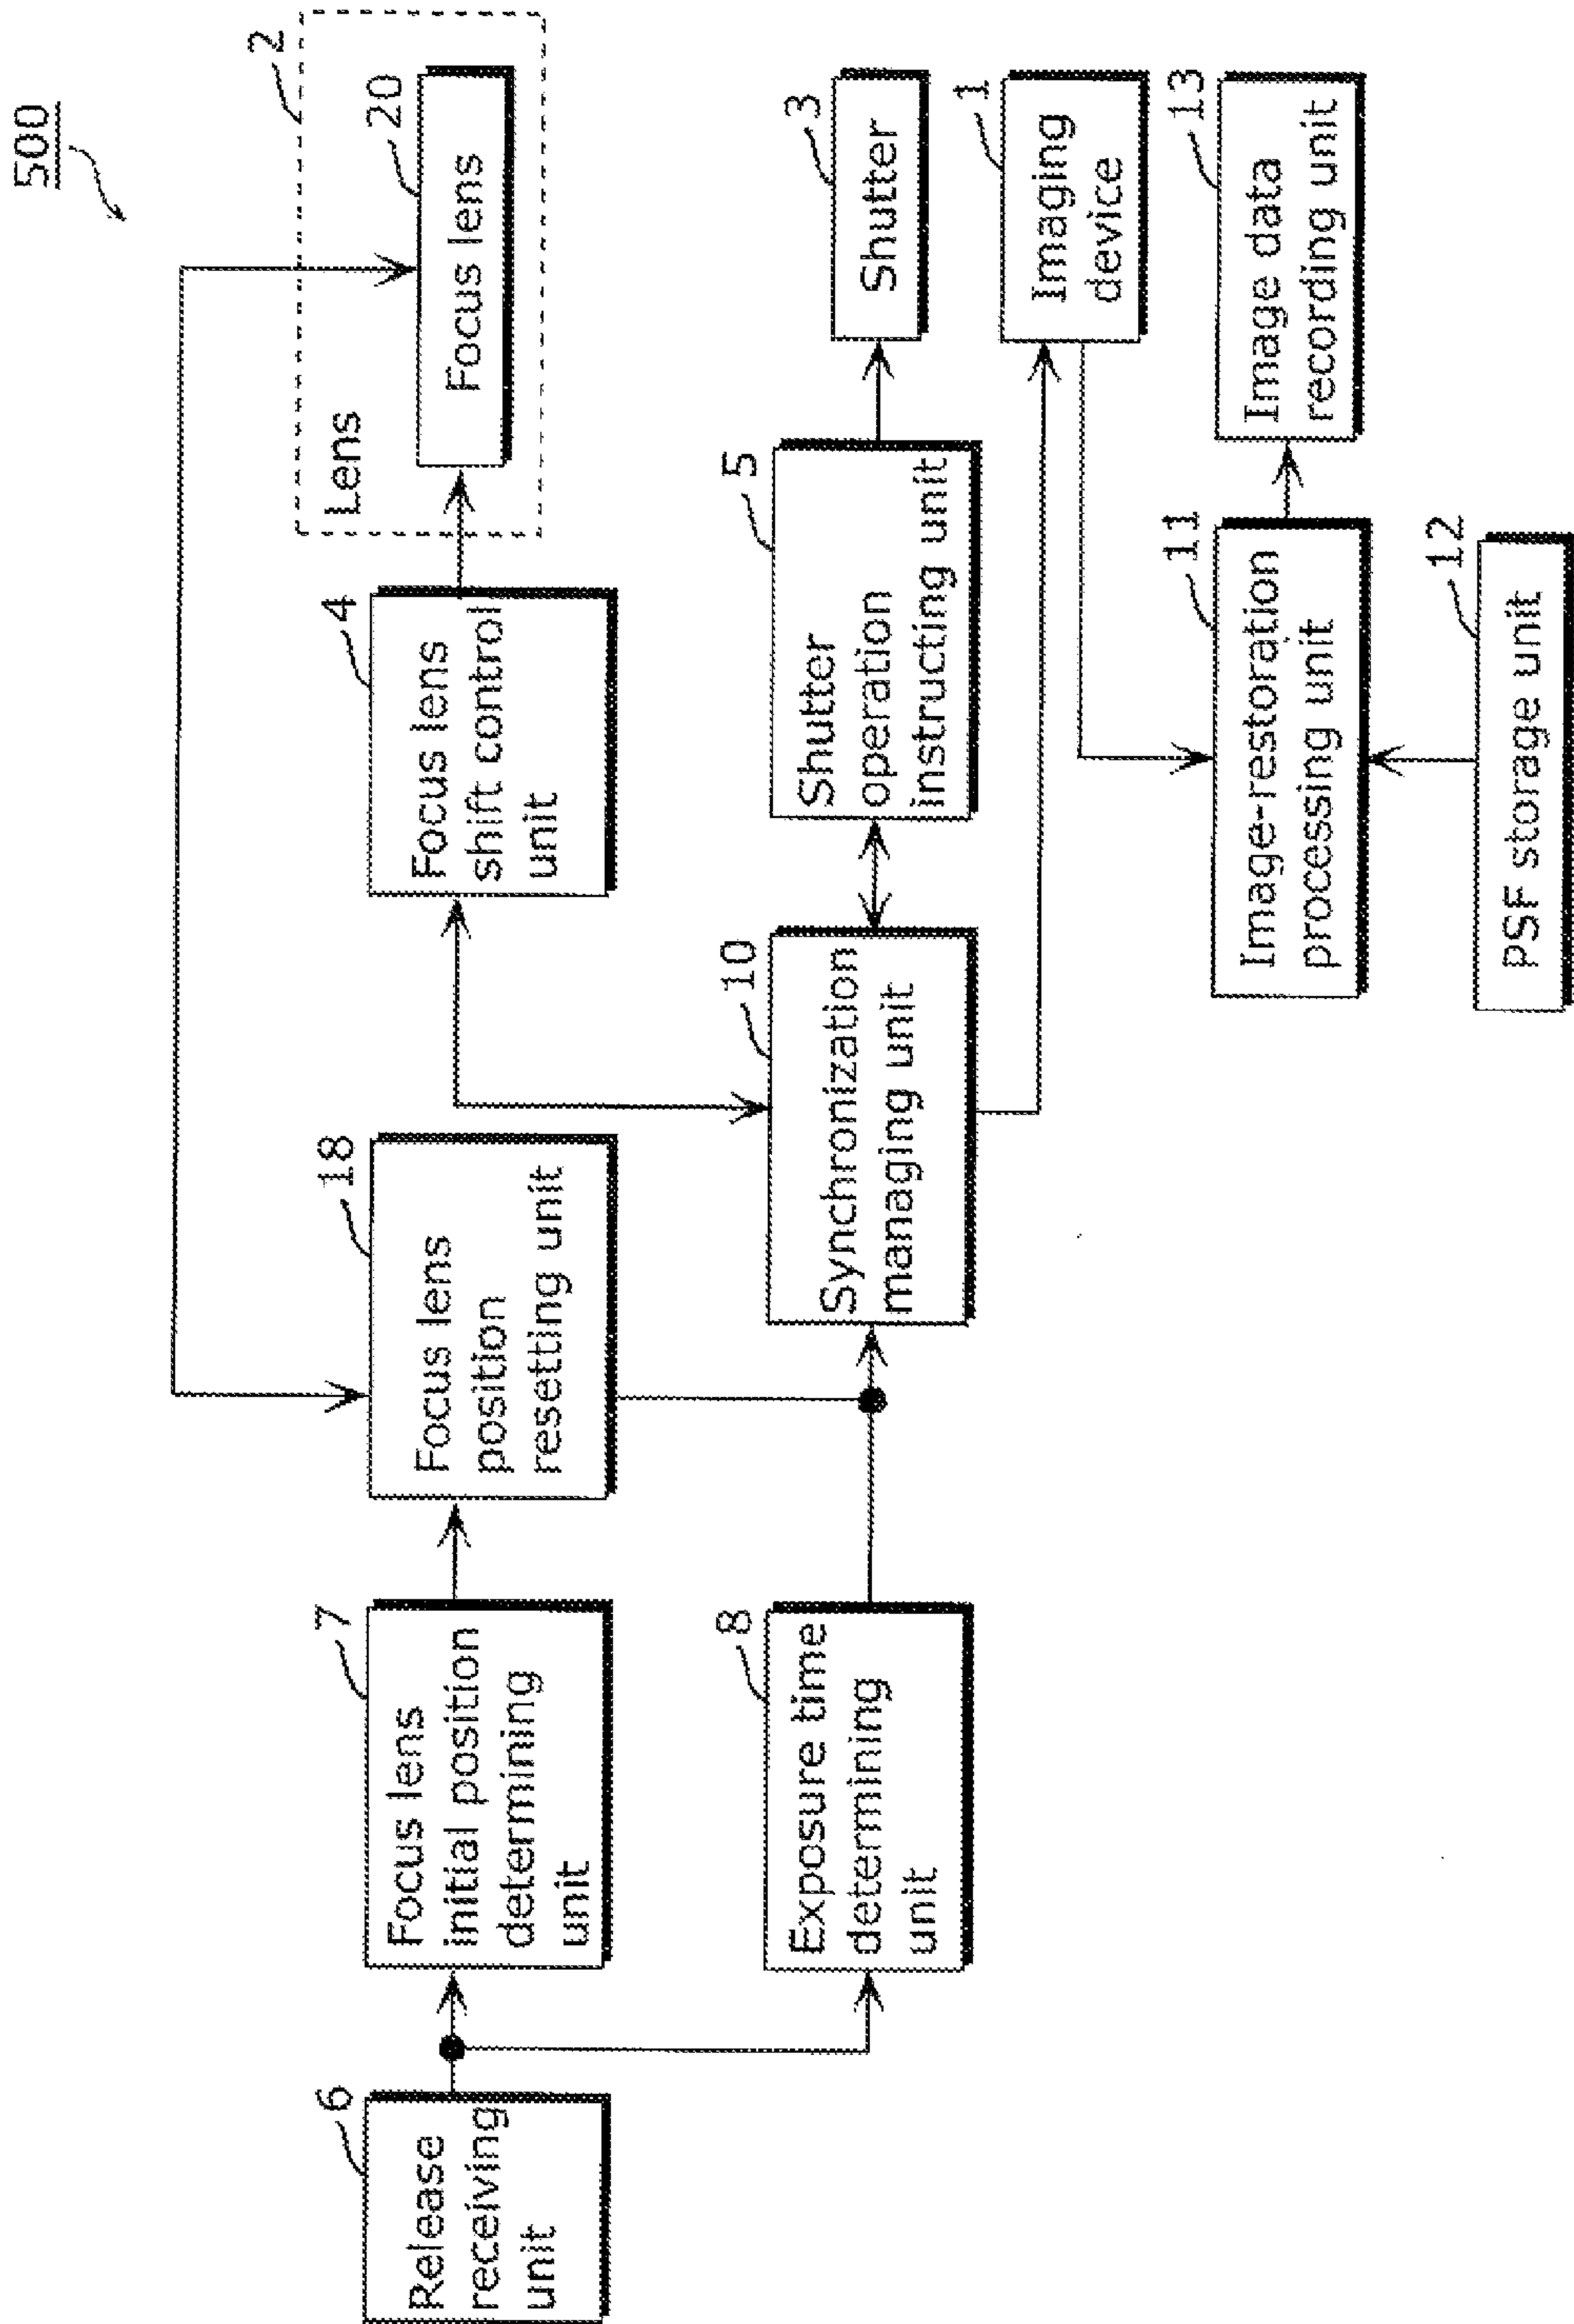 500
2
Lens
20
Focus lens
4
Focus lens
shift control
unit
18
Focus lens
position
resetting unit
7
Focus lens
initial position
determining
unit
6
Release
receiving
unit
3
Shutter
5
Shutter
operation
instructing unit
10
Synchronization
managing unit
8
Exposure time
determining
unit
1
Imaging
device
13
Image data
recording unit
11
Image-restoration
processing unit
12
PSF storage unit